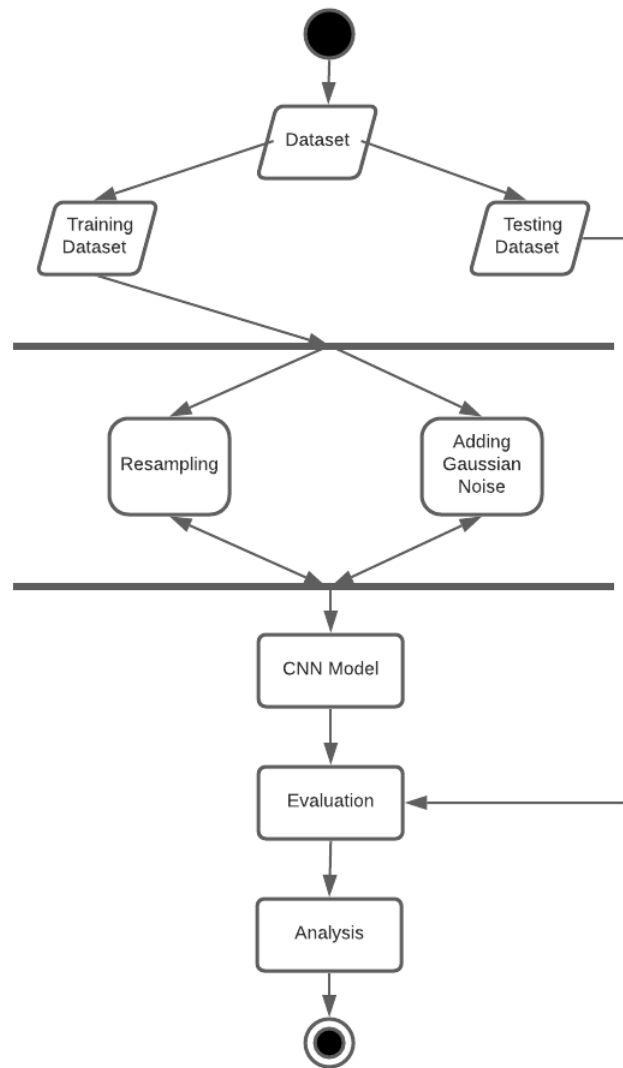 Dataset
Training
Dataset
Testing
Dataset
Resampling
Adding
Gaussian
Noise
CNN Model
Evaluation
Analysis